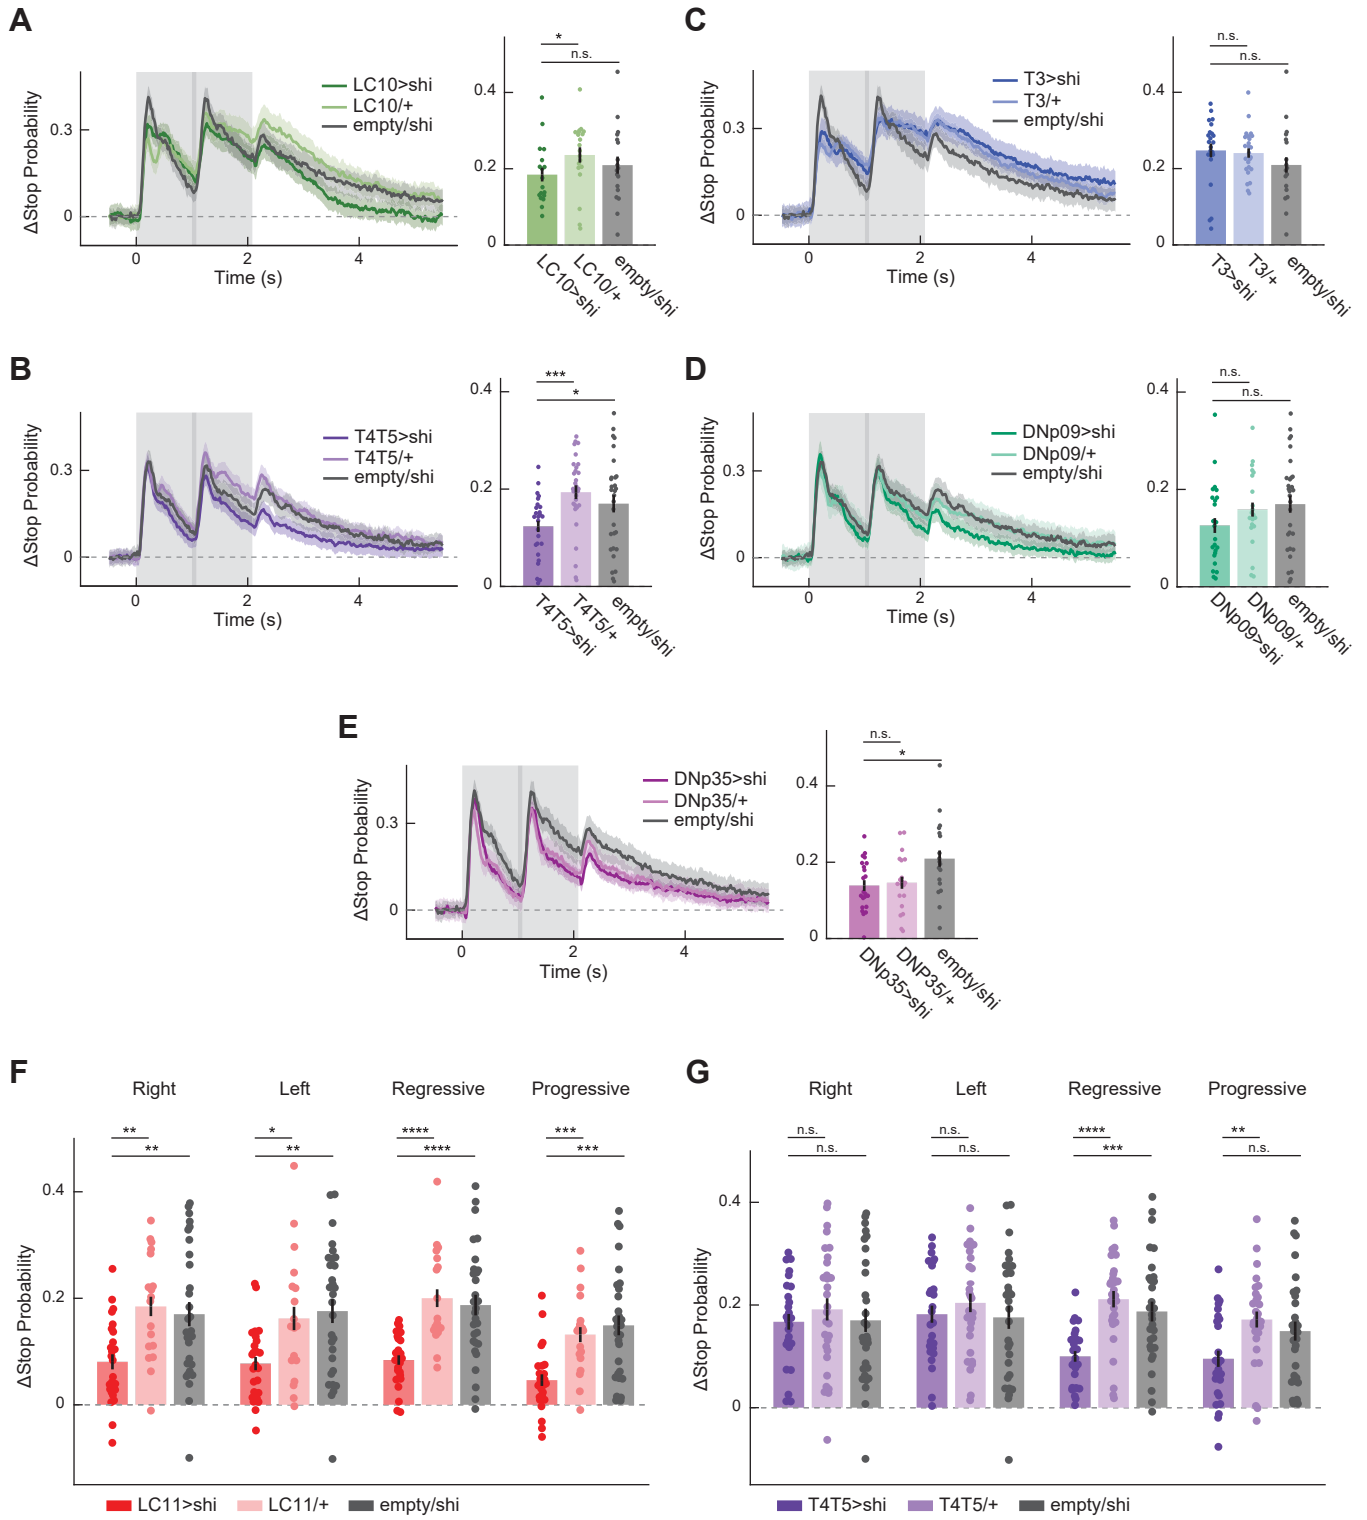 A
LC10>shi
LC10/+
empty/shi
ΔStop Probability
0.3
0
0
2
4
Time (s)
*
n.s.
0.4
0.2
0
LC10>shi
LC10/+
empty/shi
C
T3>shi
T3/+
empty/shi
ΔStop Probability
0.3
0
0
2
4
Time (s)
n.s.
n.s.
0.4
0.2
0
T3>shi
T3/+
empty/shi
B
T4T5>shi
T4T5/+
empty/shi
ΔStop Probability
0.3
0
0
2
4
Time (s)
***
*
0.4
0.2
0
T4T5>shi
T4T5/+
empty/shi
D
DNp09>shi
DNp09/+
empty/shi
ΔStop Probability
0.3
0
0
2
4
Time (s)
n.s.
n.s.
0.4
0.2
0
DNp09>shi
DNp09/+
empty/shi
E
DNp35>shi
DNp35/+
empty/shi
ΔStop Probability
0.3
0
0
2
4
Time (s)
n.s.
*
0.4
0.2
0
DNp35>shi
DNP35/+
empty/shi
F
Right Left Regressive Progressive
** * **** ***
** ** **** ***
ΔStop Probability
0.4
0.2
0
LC11>shi LC11/+ empty/shi
G
Right Left Regressive Progressive
n.s. n.s. **** **
n.s. n.s. *** n.s.
ΔStop Probability
0.4
0.2
0
T4T5>shi T4T5/+ empty/shi